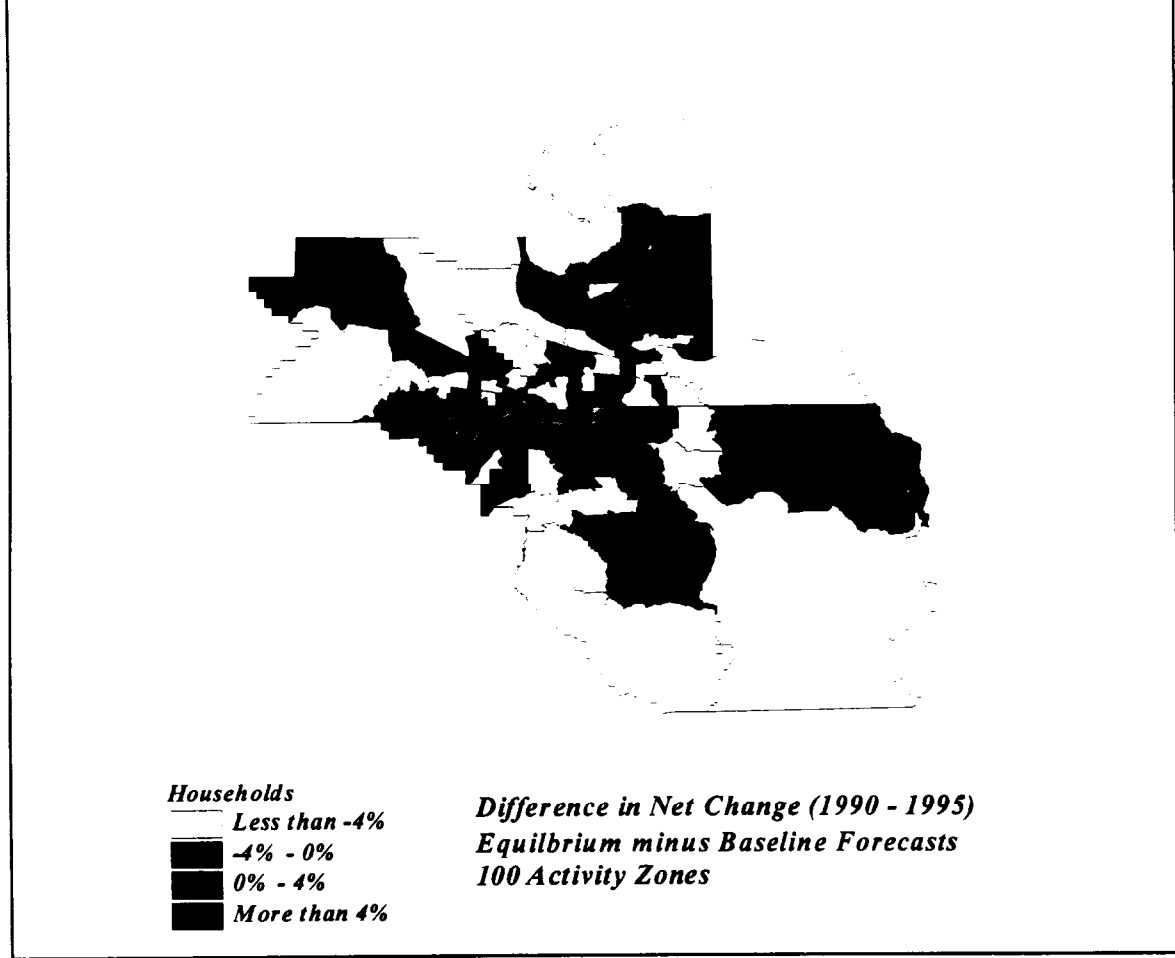 Households
Less than -4%
-4% - 0%
0% - 4%
More than 4%
Difference in Net Change (1990 - 1995)
Equilbrium minus Baseline Forecasts
100 Activity Zones